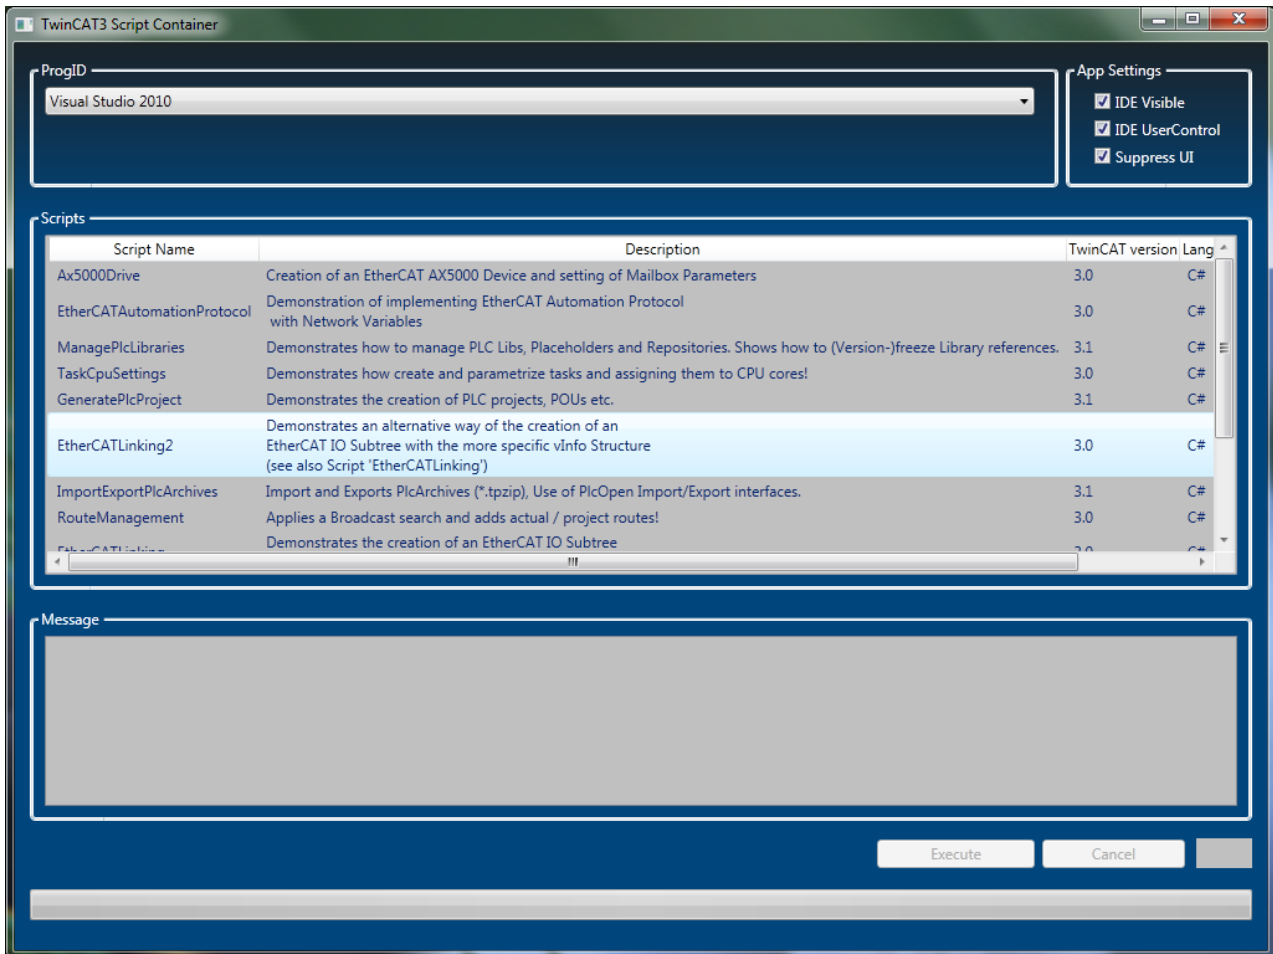 TwinCAT3 Script Container
ProgID
Visual Studio 2010
App Settings
IDE Visible
IDE UserControl
Suppress UI
Scripts
Script Name Description TwinCAT version Lang
Ax5000Drive Creation of an EtherCAT AX5000 Device and setting of Mailbox Parameters 3.0 C#
Demonstration of implementing EtherCAT Automation Protocol
EtherCATAutomationProtocol 3.0 C#
with Network Variables
ManagePlcLibraries Demonstrates how to manage PLC Libs, Placeholders and Repositories. Shows how to (Version-)freeze Library references. 3.1 C#
TaskCpuSettings Demonstrates how create and parametrize tasks and assigning them to CPU cores! 3.0 C#
GeneratePlcProject Demonstrates the creation of PLC projects, POUs etc. 3.1 C#
Demonstrates an alternative way of the creation of an
EtherCATLinking2 EtherCAT IO Subtree with the more specific vInfo Structure 3.0 C#
(see also Script 'EtherCATLinking')
ImportExportPlcArchives Import and Exports PlcArchives (*.tpzip), Use of PlcOpen Import/Export interfaces. 3.1 C#
RouteManagement Applies a Broadcast search and adds actual / project routes! 3.0 C#
Demonstrates the creation of an EtherCAT IO Subtree
EtherCATLinking 3.0 C#
Message
Execute Cancel